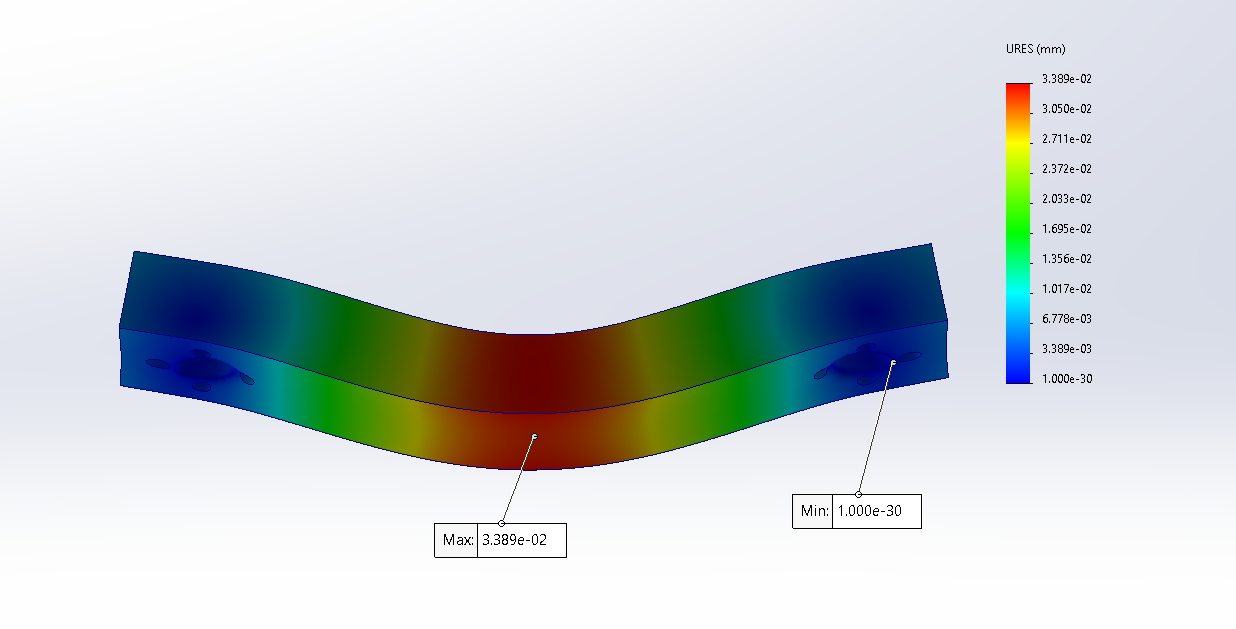 URES (mm)
3.389e-02
3.050e-02
2.711e-02
2.372e-02
2.033e-02
1.695e-02
1.356e-02
1.017e-02
6.778e-03
3.389e-03
1.000e-30
Min: 1.000e-30
Max: 3.389e-02